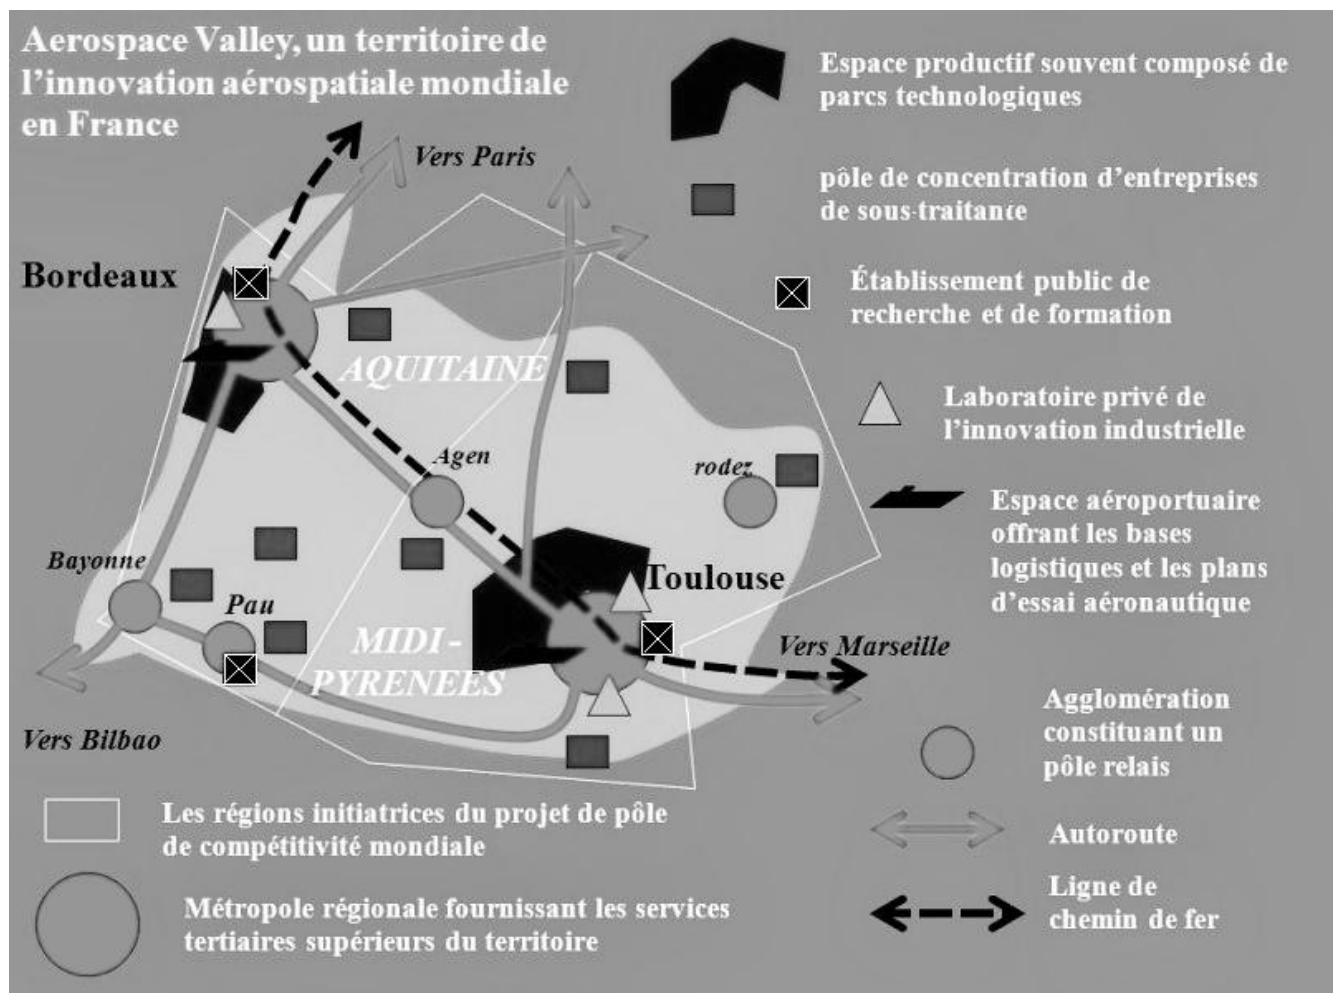 Aerospace Valley, un territoire de
l'innovation aérospatiale mondiale
en France
Vers Paris
Bordeaux
AQUITAINE
Agen
rodez
Bayonne
Pau
Toulouse
MIDI -
PYRENEES
Vers Marseille
Vers Bilbao
Espace productif souvent composé de
parcs technologiques
pôle de concentration d'entreprises
de sous-traitance
Établissement public de
recherche et de formation
Laboratoire privé de
l'innovation industrielle
Espace aéroportuaire
offrant les bases
logistiques et les plans
d'essai aéronautique
Agglomération
constituant un
pôle relais
Autoroute
Ligne de
chemin de fer
Les régions initiatrices du projet de pôle
de compétitivité mondiale
Métropole régionale fournissant les services
tertiaires supérieurs du territoire